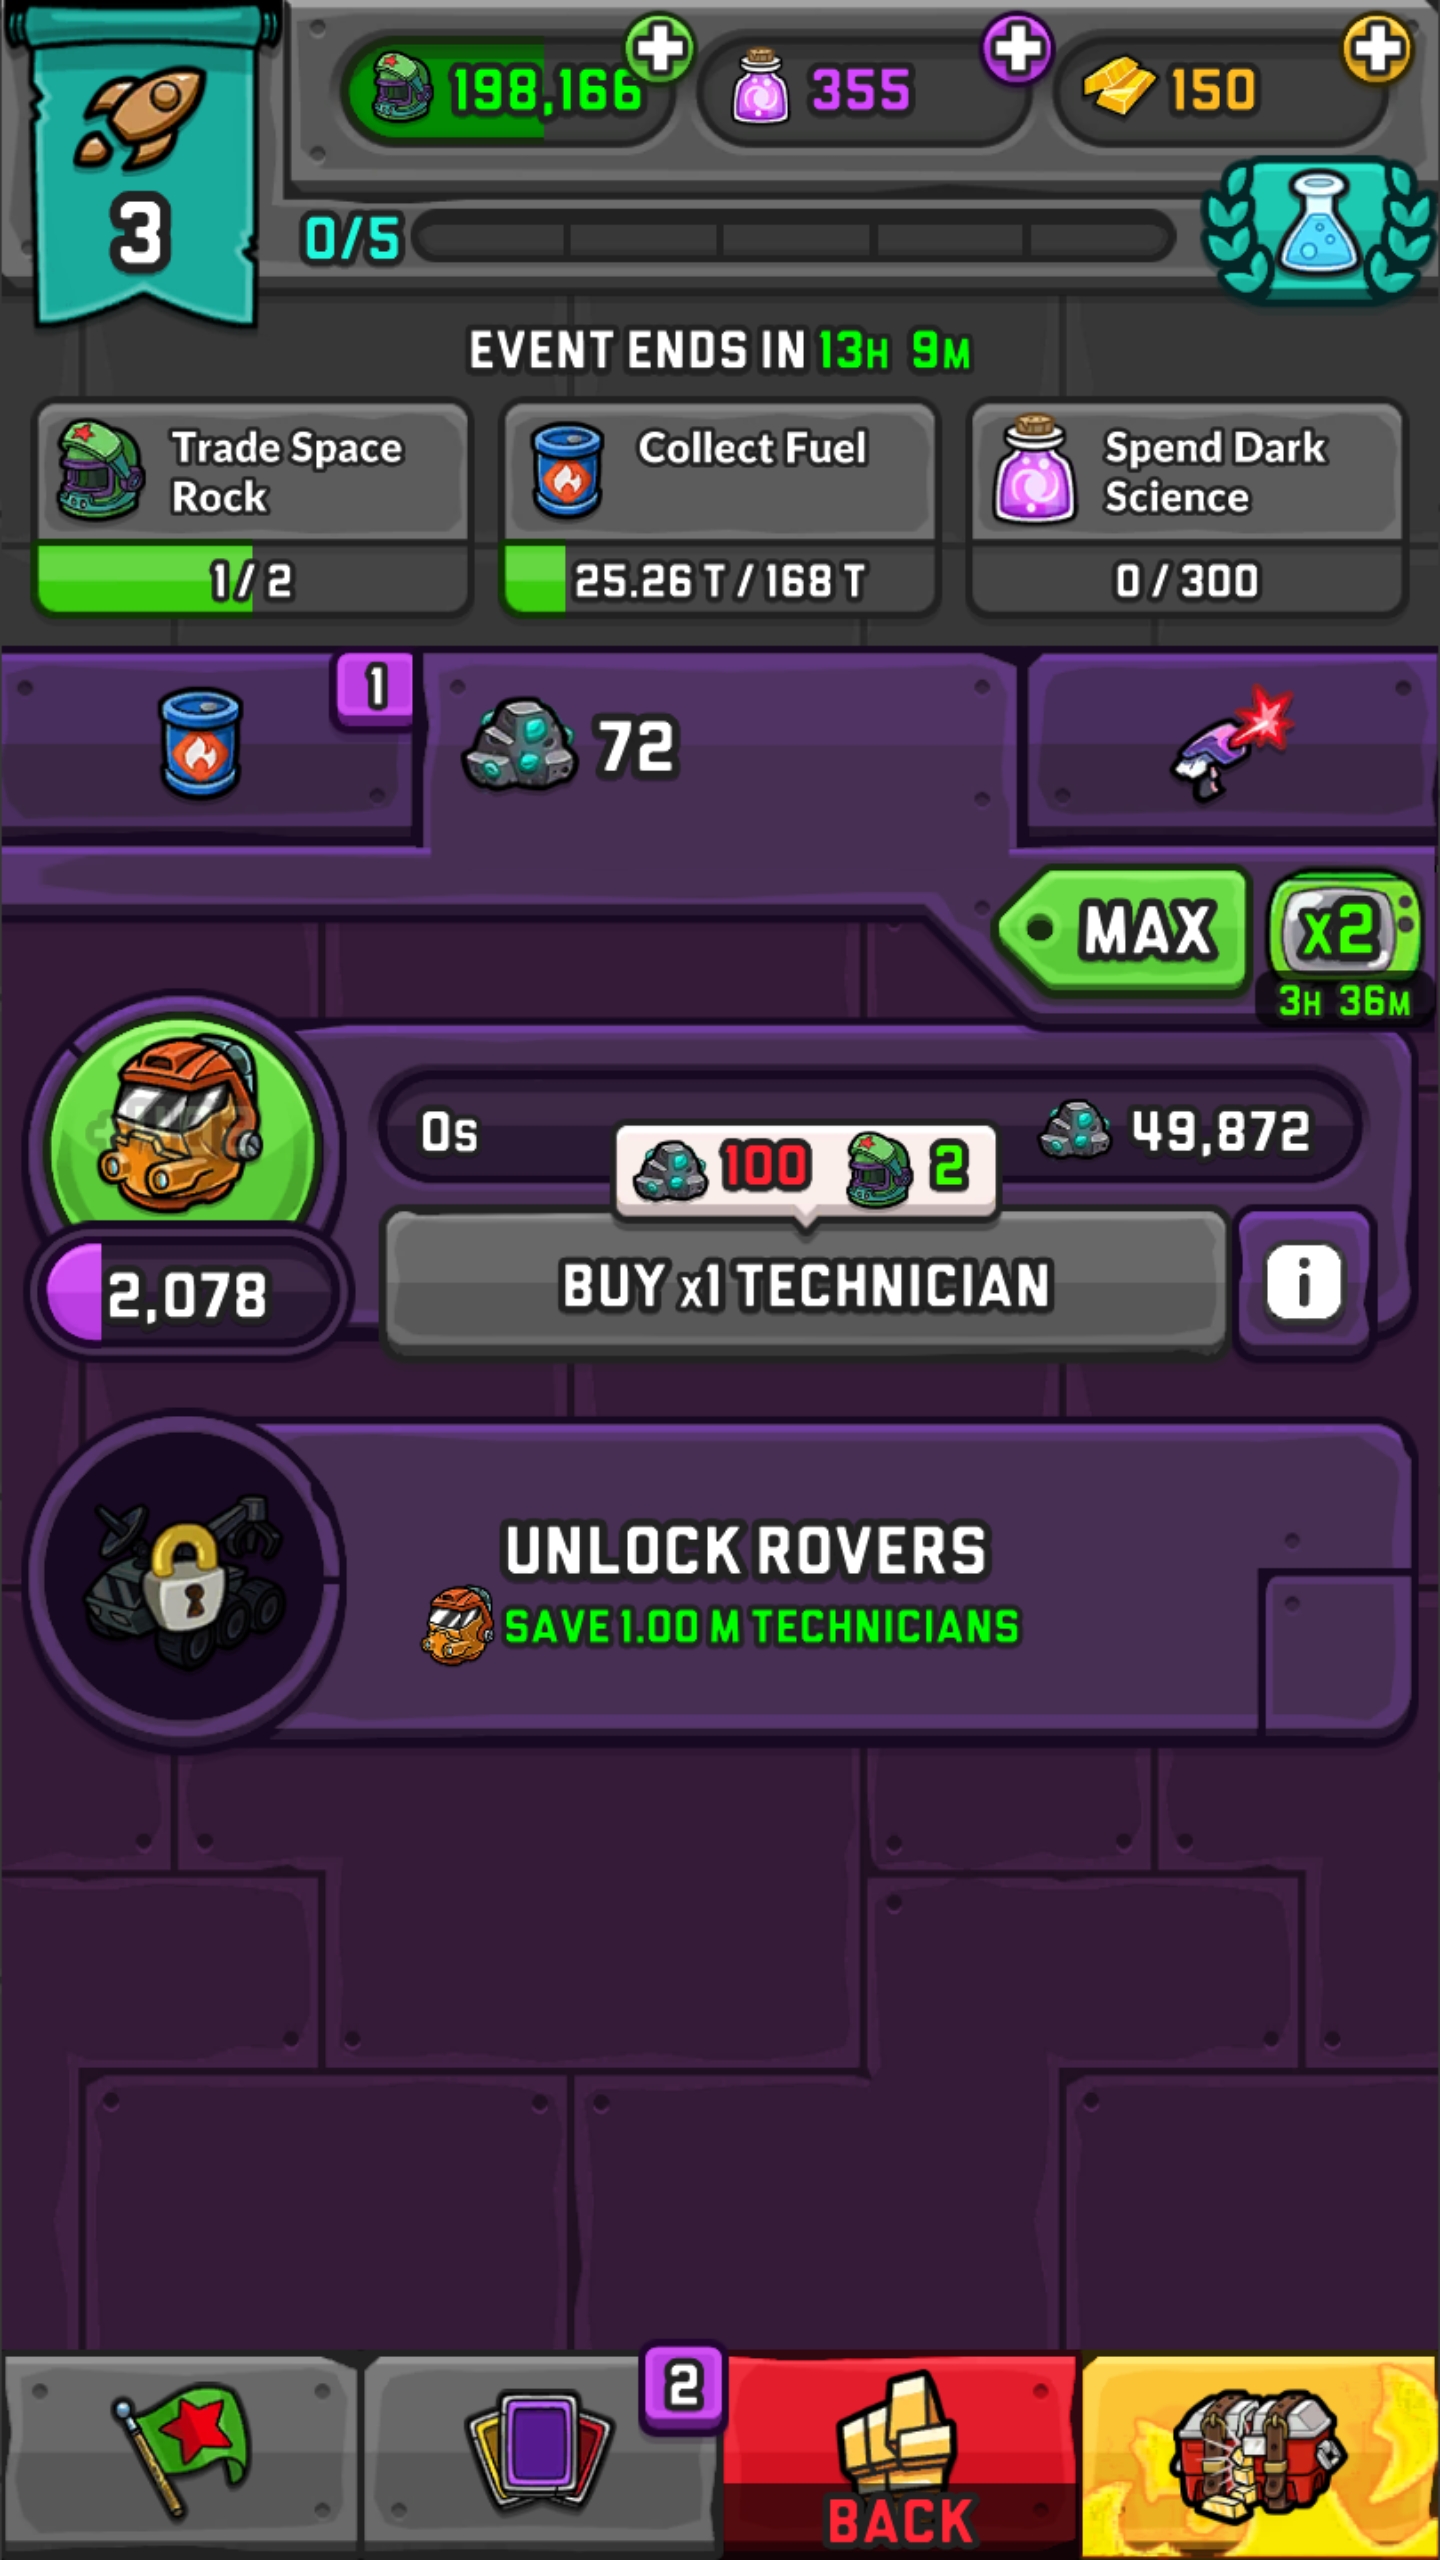 198,166
355
150
3
0/5
EVENT ENDS IN 13H 9M
Trade Space
Rock
Collect Fuel
Spend Dark
Science
1 / 2
25.26 T / 168 T
0 / 300
1
72
MAX
x2
3H 36M
0s
49,872
100
2
2,078
BUY x1 TECHNICIAN
i
UNLOCK ROVERS
SAVE 1.00 M TECHNICIANS
2
BACK